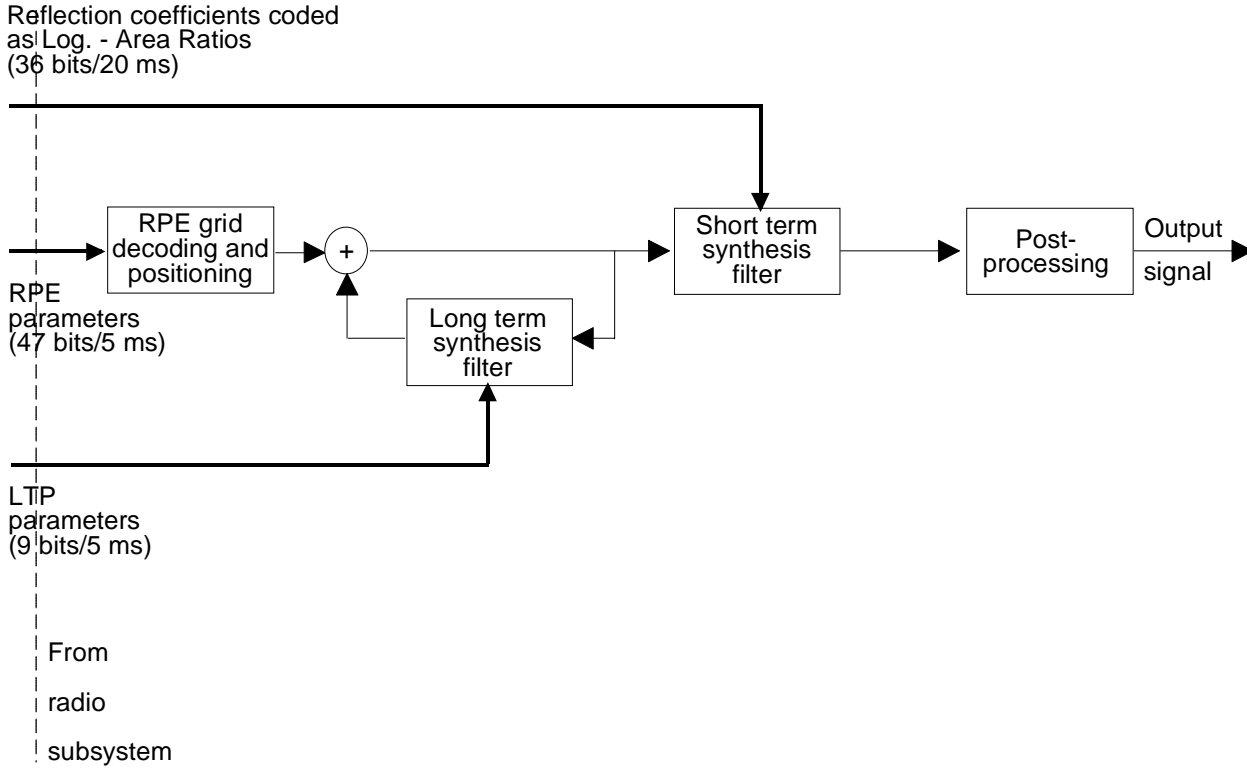 Reflection coefficients coded
as Log. - Area Ratios
(36 bits/20 ms)
RPE grid
decoding and
positioning
+
Short term
synthesis
filter
Post-
processing
Output
signal
RPE
parameters
(47 bits/5 ms)
Long term
synthesis
filter
LTP
parameters
(9 bits/5 ms)
From
radio
subsystem